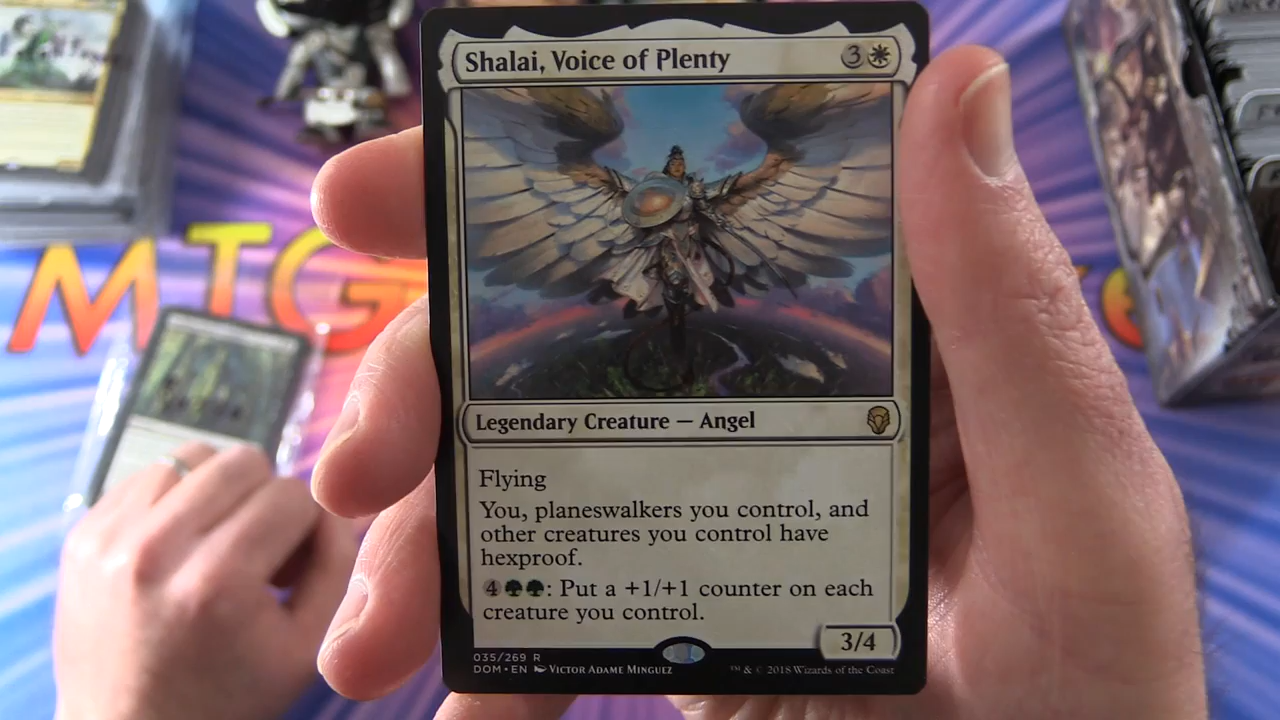 Shalai, Voice of Plenty 3
MTG
Legendary Creature — Angel
Flying
You, planeswalkers you control, and
other creatures you control have
hexproof.
4: Put a +1/+1 counter on each
creature you control.
3/4
035/269 R
DOM • EN VICTOR ADAME MINGUEZ
™ & © 2018 Wizards of the Coast